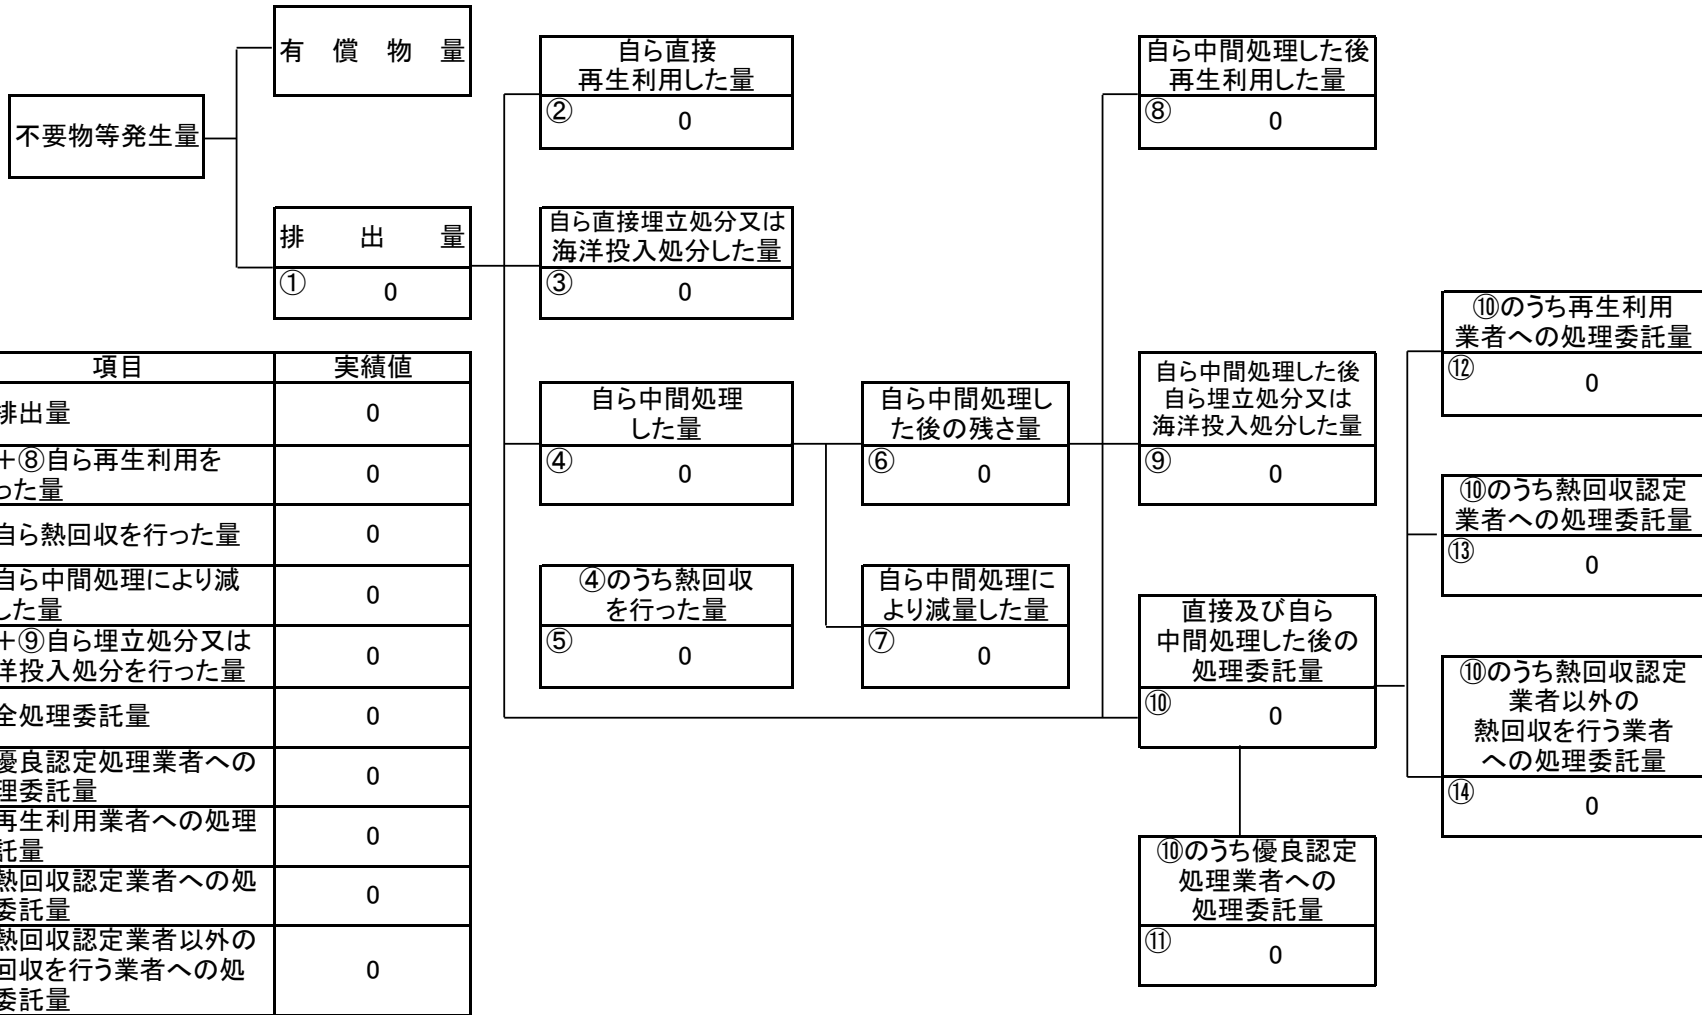 不要物等発生量
有償物量
排出量
①
0
自ら直接
再生利用した量
②
0
自ら直接埋立処分又は
海洋投入処分した量
③
0
自ら中間処理
した量
④
0
④のうち熱回収
を行った量
⑤
0
自ら中間処理し
た後の残さ量
⑥
0
自ら中間処理に
より減量した量
⑦
0
自ら中間処理した後
再生利用した量
⑧
0
自ら中間処理した後
自ら埋立処分又は
海洋投入処分した量
⑨
0
直接及び自ら
中間処理した後の
処理委託量
⑩
0
⑩のうち優良認定
処理業者への
処理委託量
⑪
0
⑩のうち再生利用
業者への処理委託量
⑫
0
⑩のうち熱回収認定
業者への処理委託量
⑬
0
⑩のうち熱回収認定
業者以外の
熱回収を行う業者
への処理委託量
⑭
0
項目
実績値
排出量
0
+⑧自ら再生利用を
った量
0
自ら熱回収を行った量
0
自ら中間処理により減
した量
0
+⑨自ら埋立処分又は
洋投入処分を行った量
0
全処理委託量
0
優良認定処理業者への
理委託量
0
再生利用業者への処理
託量
0
熱回収認定業者への処
委託量
0
熱回収認定業者以外の
回収を行う業者への処
委託量
0